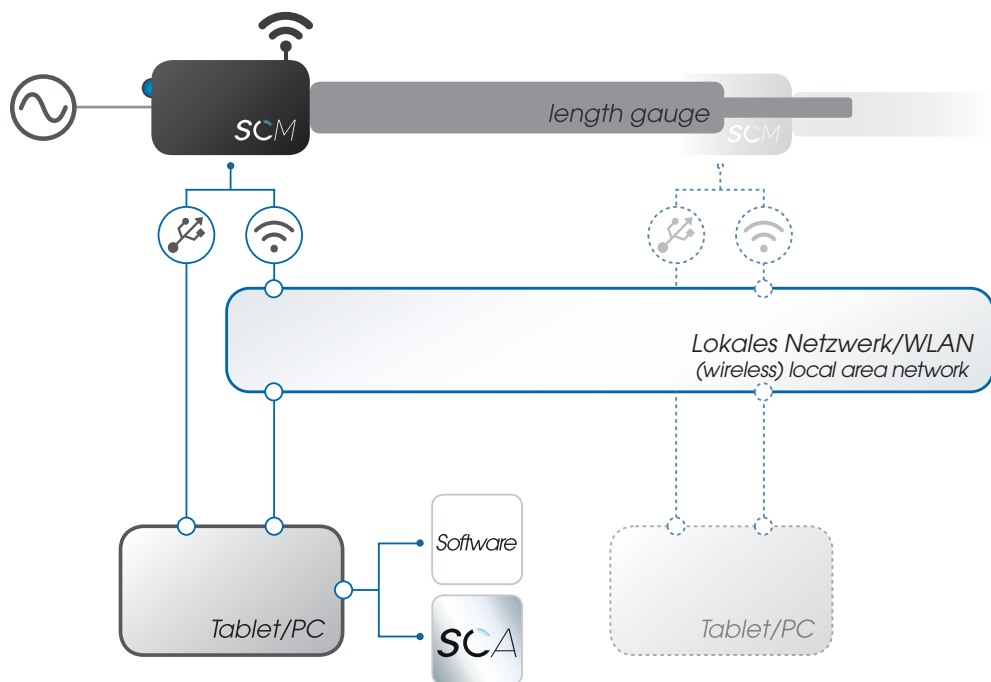 SCM
length gauge
SCM
Lokales Netzwerk/WLAN
(wireless) local area network
Software
Tablet/PC
SCA
Tablet/PC